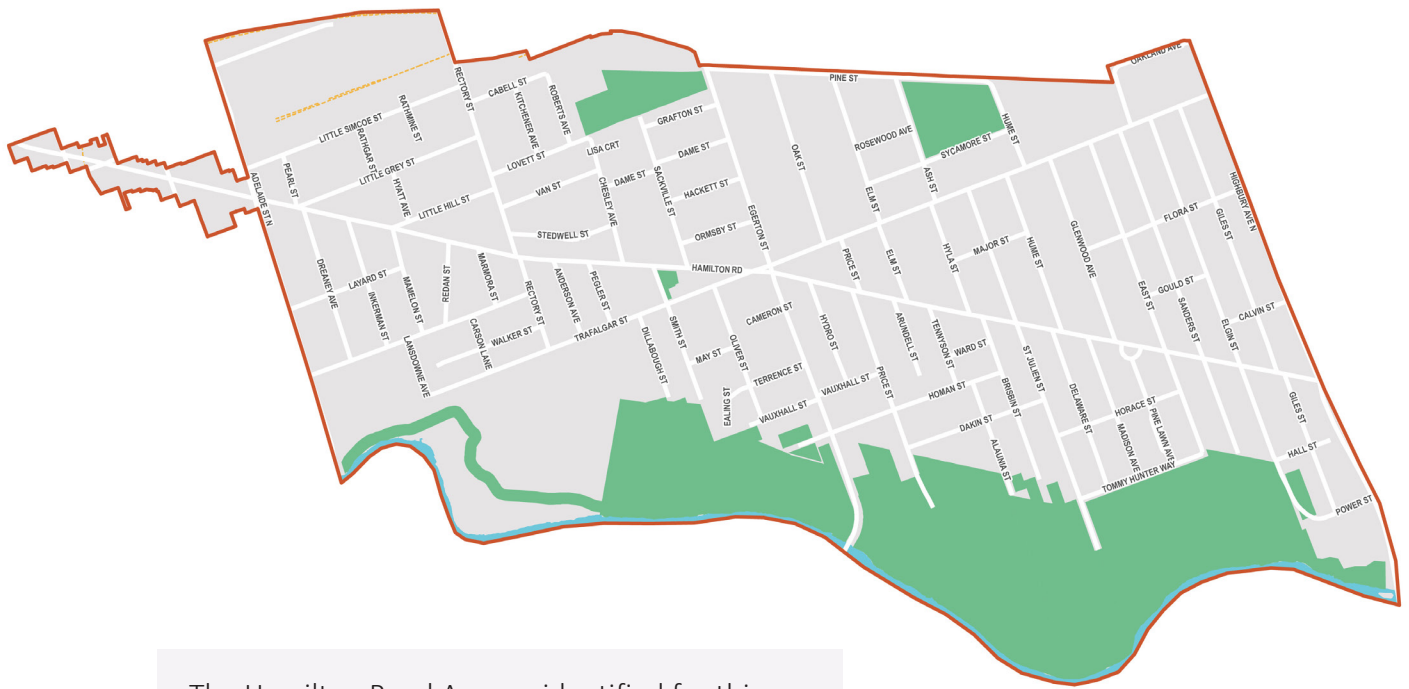 OAKLAND AVE
PINE ST
RECTORY ST
CABELL ST
KITCHENER AVE
ROBERTS AVE
RATHMINE ST
LITTLE SIMCOE ST
RATHGAR ST
LITTLE GREY ST
PEARL ST
ADELAIDE ST N
HYATT AVE
LITTLE HILL ST
LOVETT ST
LISA CRT
VAN ST
DAME ST
CHESLEY AVE
SACKVILLE ST
GRAFTON ST
DAME ST
HACKETT ST
ORMSBY ST
EGERTON ST
STEDWELL ST
OAK ST
ROSEWOOD AVE
SYCAMORE ST
HUME ST
ELM ST
ASH ST
HIGHBURY AVE N
FLORA ST
GILES ST
GLENWOOD AVE
MAJOR ST
HUME ST
HYLA ST
ELM ST
PRICE ST
HAMILTON RD
DREANEY AVE
LAYARD ST
INKERMAN ST
MAMELON ST
REDAN ST
MARMORA ST
RECTORY ST
ANDERSON AVE
PEGLER ST
TRAFALGAR ST
WALKER ST
CARSON LANE
LANSDOWNE AVE
DILLABOUGH ST
SMITH ST
MAY ST
OLIVER ST
CAMERON ST
HYDRO ST
TERRENCE ST
EALING ST
VAUXHALL ST
VAUXHALL ST
PRICE ST
ARUNDELL ST
TENNYSON ST
WARD ST
HOMAN ST
BRISBIN ST
ST JULIEN ST
DAKIN ST
ALAUNIA ST
DELAWARE ST
HORACE ST
MADISON AVE
PINE LAWN AVE
TOMMY HUNTER WAY
EAST ST
GOULD ST
SANDERS ST
ELGIN ST
CALVIN ST
GILES ST
HALL ST
POWER ST